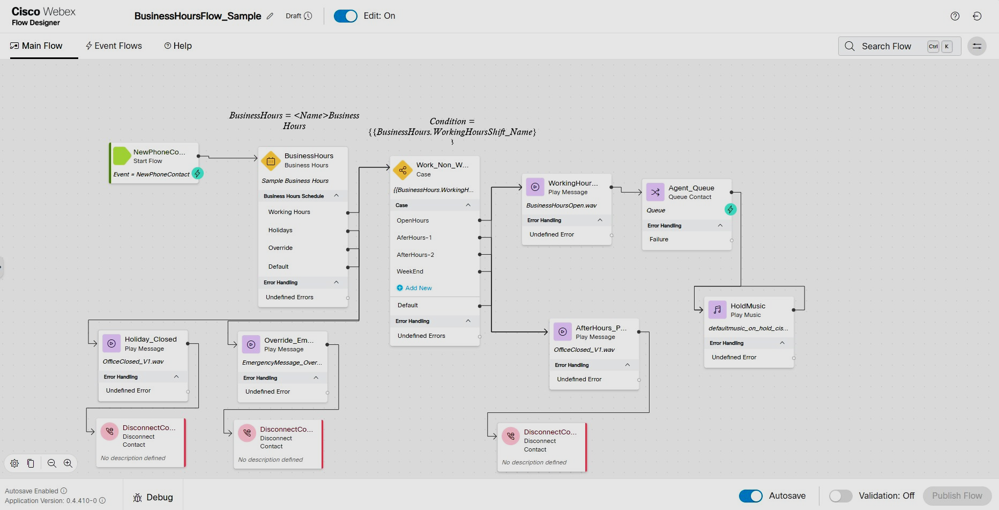 Cisco Webex
Flow Designer
BusinessHoursFlow_Sample
Draft
Edit: On
Main Flow
Event Flows
Help
Search Flow
Ctrl
K
BusinessHours = <Name>Business
Hours
Condition =
{{BusinessHours.WorkingHoursShift_Name}
}
NewPhoneCo...
Start Flow
Event = NewPhoneContact
BusinessHours
Business Hours
Sample Business Hours
Business Hours Schedule
Working Hours
Holidays
Override
Default
Error Handling
Undefined Errors
Work_Non_W...
Case
{{BusinessHours.WorkingH...
Case
OpenHours
AferHours-1
AfterHours-2
WeekEnd
Add New
Default
Error Handling
Undefined Errors
WorkingHour...
Play Message
BusinessHoursOpen.wav
Error Handling
Undefined Error
Agent_Queue
Queue Contact
Queue
Error Handling
Failure
HoldMusic
Play Music
defaultmusic_on_hold_cis...
Error Handling
Undefined Error
Holiday_Closed
Play Message
OfficeClosed_V1.wav
Error Handling
Undefined Error
Override_Em...
Play Message
EmergencyMessage_Over...
Error Handling
Undefined Error
AfterHours_P...
Play Message
OfficeClosed_V1.wav
Error Handling
Undefined Error
DisconnectCo...
Disconnect
Contact
No description defined
DisconnectCo...
Disconnect
Contact
No description defined
DisconnectCo...
Disconnect
Contact
No description defined
Autosave Enabled
Application Version: 0.4.410-0
Debug
Autosave
Validation: Off
Publish Flow